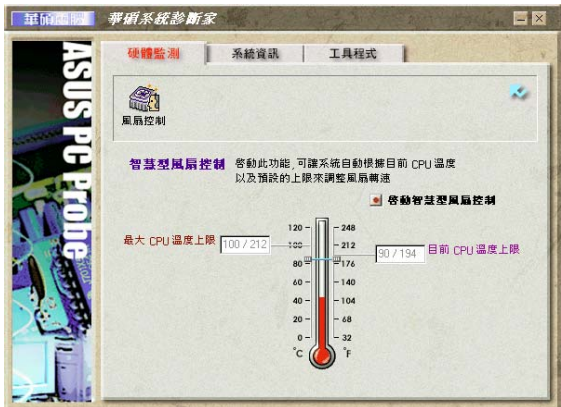 華碩電腦
華碩系統診斷家
ASUS PC Probe
硬體監測
系統資訊
工具程式
風扇控制
智慧型風扇控制 啓動此功能, 可讓系統自動根據目前 CPU 溫度
以及預設的上限來調整風扇轉速
啓動智慧型風扇控制
最大 CPU 溫度上限 100 / 212
90 / 194 目前 CPU 溫度上限
120 248
100 212
80 176
60 140
40 104
20 68
0 32
°C °F